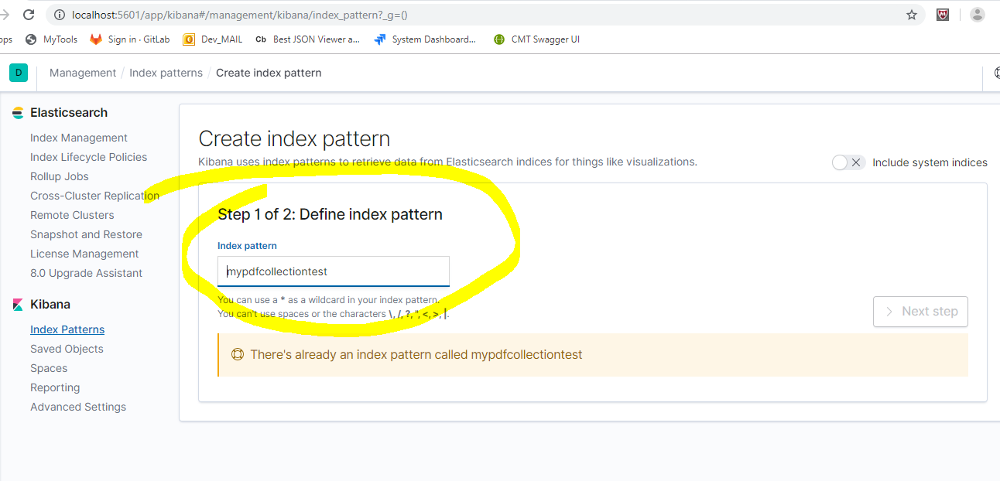 localhost:5601/app/kibana#/management/kibana/index_pattern?_g=()
ops MyTools Sign in · GitLab Dev_MAIL Cb Best JSON Viewer a... System Dashboard... CMT Swagger UI
D Management / Index patterns / Create index pattern
Elasticsearch
Index Management
Index Lifecycle Policies
Rollup Jobs
Cross-Cluster Replication
Remote Clusters
Snapshot and Restore
License Management
8.0 Upgrade Assistant
Kibana
Index Patterns
Saved Objects
Spaces
Reporting
Advanced Settings
Create index pattern
Kibana uses index patterns to retrieve data from Elasticsearch indices for things like visualizations.
Include system indices
Step 1 of 2: Define index pattern
Index pattern
mypdfcollectiontest
You can use a * as a wildcard in your index pattern.
You can't use spaces or the characters \, /, ?, ", <, >, |.
Next step
There's already an index pattern called mypdfcollectiontest